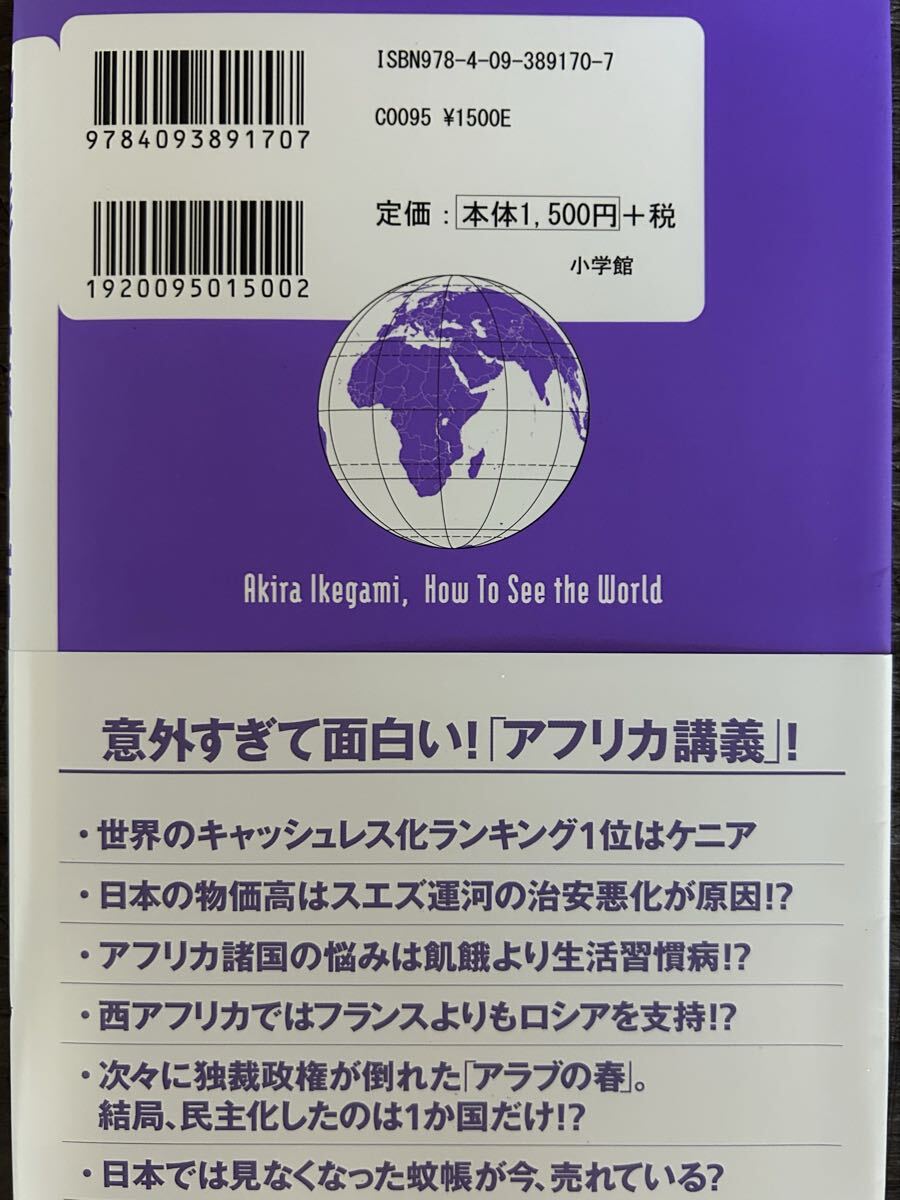 ISBN978-4-09-389170-7
9784093891707
C0095 ¥1500E
定価：本体1,500円＋税
小学館
1920095015002
Akira Ikegami, How To See the World
意外すぎて面白い！「アフリカ講義」！
・世界のキャッシュレス化ランキング1位はケニア
・日本の物価高はスエズ運河の治安悪化が原因!?
・アフリカ諸国の悩みは飢餓より生活習慣病!?
・西アフリカではフランスよりもロシアを支持!?
・次々に独裁政権が倒れた「アラブの春」。
結局、民主化したのは1か国だけ!?
・日本では見なくなった蚊帳が今、売れている?